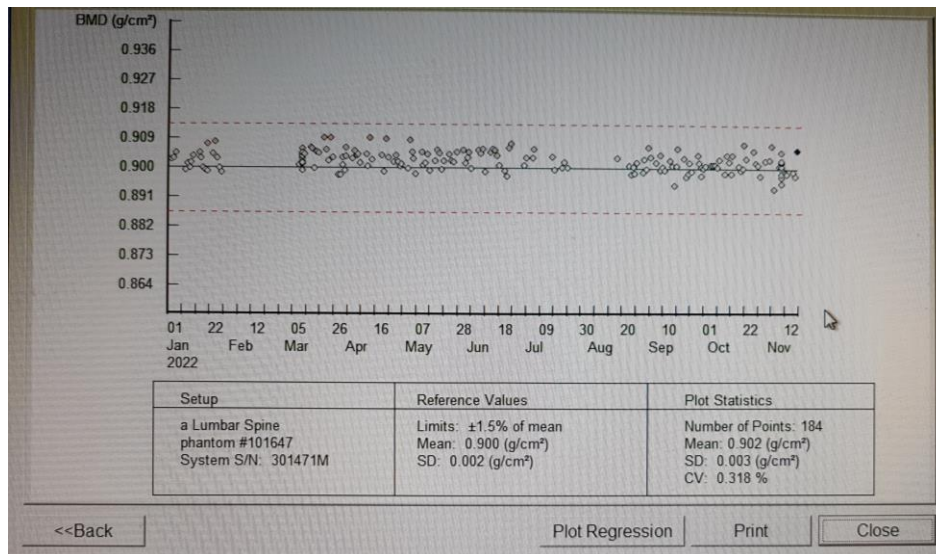 BMD (g/cm²)
0.936
0.927
0.918
0.909
0.900
0.891
0.882
0.873
0.864
01 22 12 05 26 16 07 28 18 09 30 20 10 01 22 12
Jan Feb Mar Apr May Jun Jul Aug Sep Oct Nov
2022
Setup
a Lumbar Spine
phantom #101647
System S/N: 301471M
Reference Values
Limits: ±1.5% of mean
Mean: 0.900 (g/cm²)
SD: 0.002 (g/cm²)
Plot Statistics
Number of Points: 184
Mean: 0.902 (g/cm²)
SD: 0.003 (g/cm²)
CV: 0.318 %
<<Back
Plot Regression
Print
Close